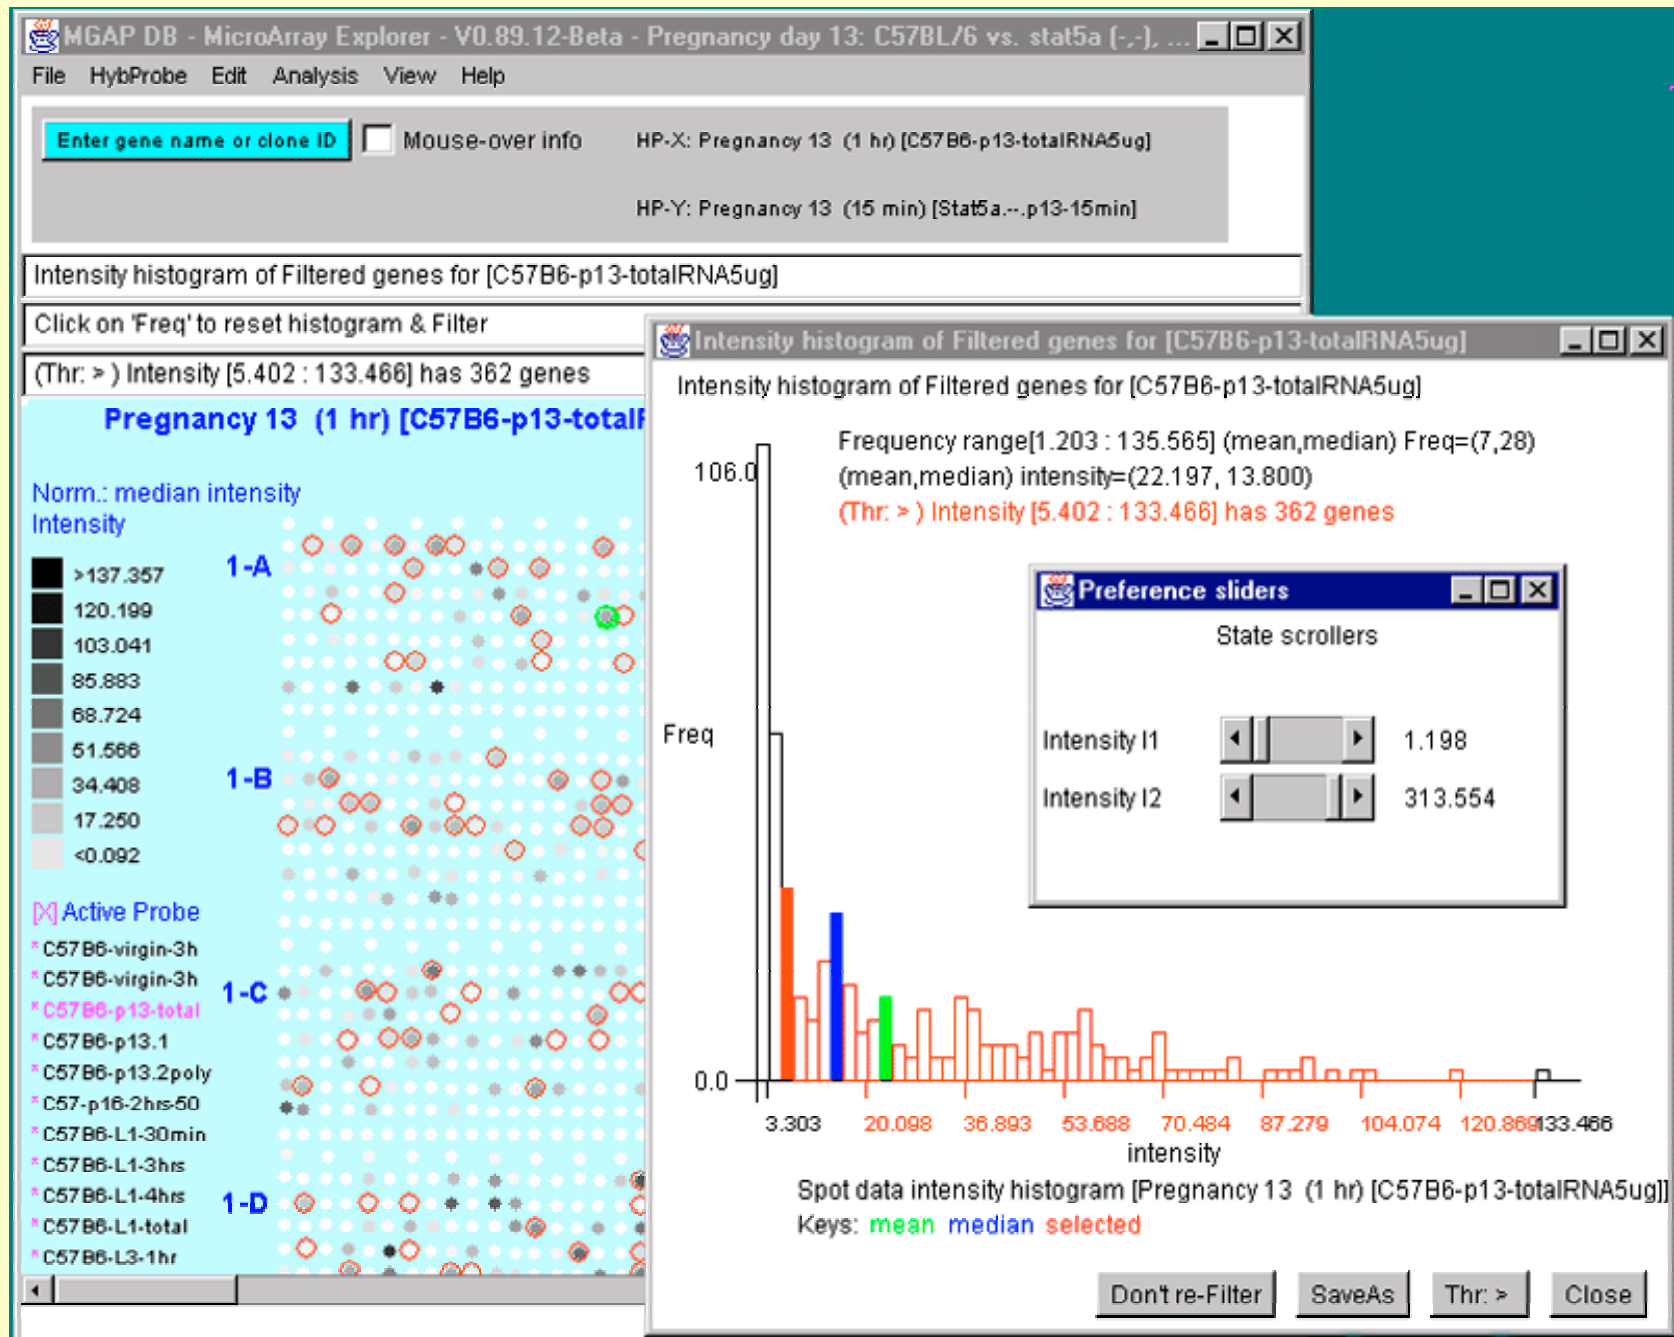 MGAP DB - MicroArray Explorer - V0.89.12-Beta - Pregnancy day 13: C57BL/6 vs. stat5a (-,-), ...
File HybProbe Edit Analysis View Help
Enter gene name or clone ID Mouse-over info HP-X: Pregnancy 13 (1 hr) [C57B6-p13-totalRNA5ug]
HP-Y: Pregnancy 13 (15 min) [Stat5a.--.p13-15min]
Intensity histogram of Filtered genes for [C57B6-p13-totalRNA5ug]
Click on 'Freq' to reset histogram & Filter
(Thr: > ) Intensity [5.402 : 133.466] has 362 genes
Pregnancy 13 (1 hr) [C57B6-p13-total
Norm.: median intensity
Intensity
>137.357
120.199
103.041
85.883
68.724
51.566
34.408
17.250
<0.092
1-A
1-B
1-C
1-D
[X] Active Probe
* C57B6-virgin-3h
* C57B6-virgin-3h
* C57B6-p13-total
* C57B6-p13.1
* C57B6-p13.2poly
* C57-p16-2hrs-50
* C57B6-L1-30min
* C57B6-L1-3hrs
* C57B6-L1-4hrs
* C57B6-L1-total
* C57B6-L3-1hr
Intensity histogram of Filtered genes for [C57B6-p13-totalRNA5ug]
Intensity histogram of Filtered genes for [C57B6-p13-totalRNA5ug]
Frequency range[1.203 : 135.565] (mean,median) Freq=(7,28)
(mean,median) intensity=(22.197, 13.800)
(Thr: > ) Intensity [5.402 : 133.466] has 362 genes
106.0
Freq
0.0
Preference sliders
State scrollers
Intensity I1 1.198
Intensity I2 313.554
3.303 20.098 36.893 53.688 70.484 87.279 104.074 120.869 133.466
intensity
Spot data intensity histogram [Pregnancy 13 (1 hr) [C57B6-p13-totalRNA5ug]]
Keys: mean median selected
Don't re-Filter SaveAs Thr: > Close